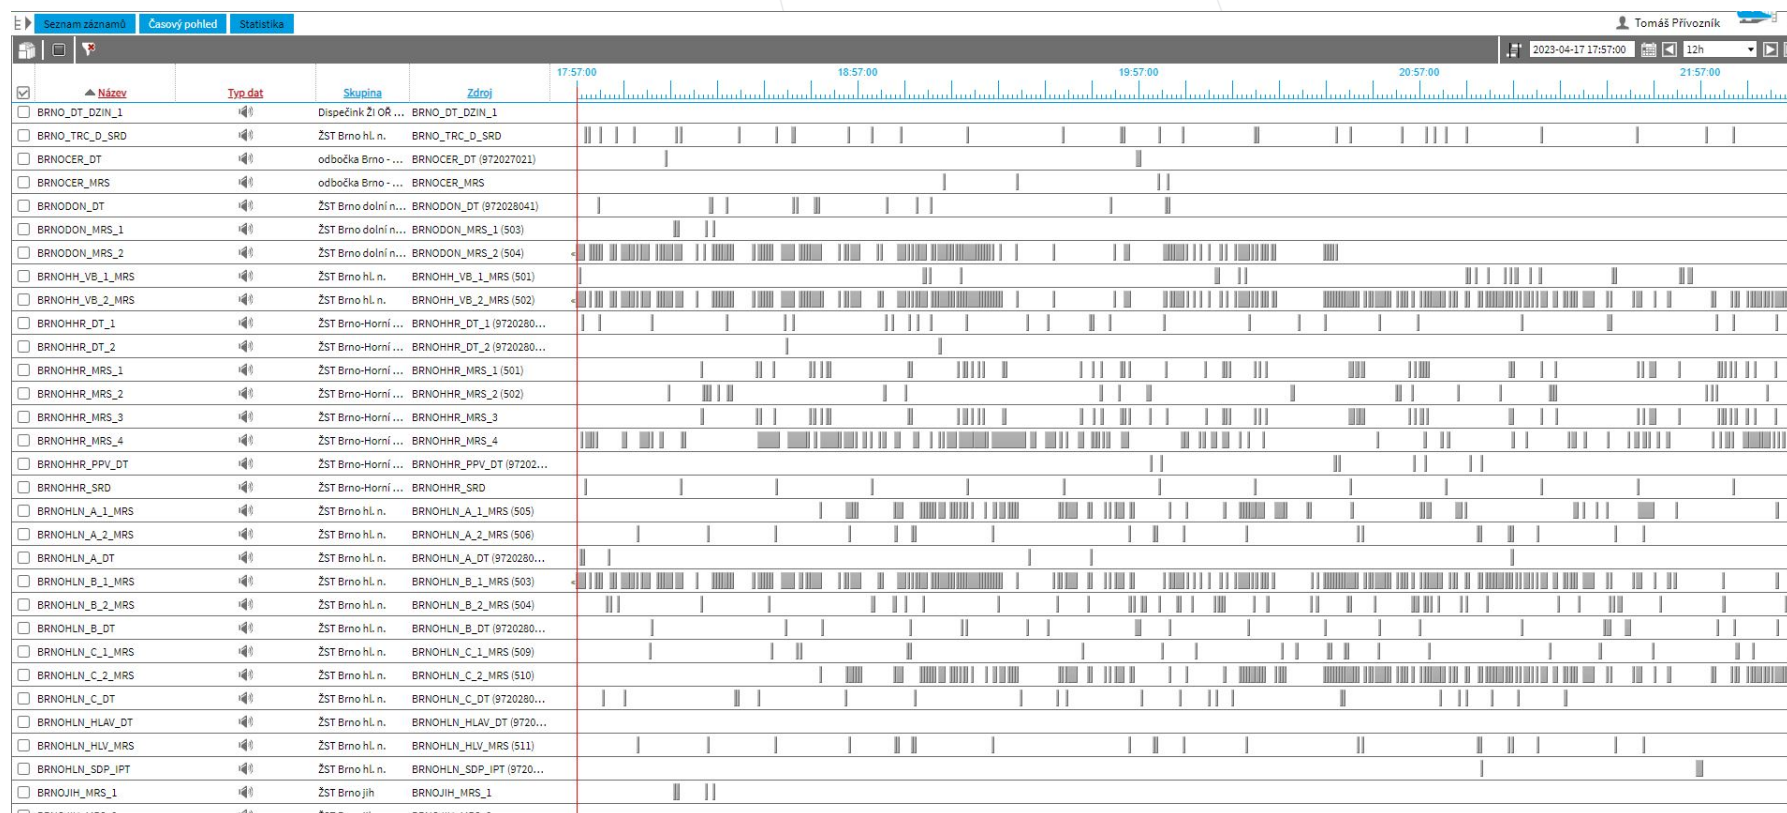 Seznam záznamů Časový pohled Statistika Tomáš Přívozník
2023-04-17 17:57:00 12h
17:57:00 18:57:00 19:57:00 20:57:00 21:57:00
Název Typ dat Skupina Zdroj
BRNO_DT_DZIN_1 Dispečink ŽI OŘ ... BRNO_DT_DZIN_1
BRNO_TRC_D_SRD ŽST Brno hl. n. BRNO_TRC_D_SRD
BRNOCER_DT odbočka Brno - ... BRNOCER_DT (972027021)
BRNOCER_MRS odbočka Brno - ... BRNOCER_MRS
BRNODON_DT ŽST Brno dolní n... BRNODON_DT (972028041)
BRNODON_MRS_1 ŽST Brno dolní n... BRNODON_MRS_1 (503)
BRNODON_MRS_2 ŽST Brno dolní n... BRNODON_MRS_2 (504)
BRNOHH_VB_1_MRS ŽST Brno hl. n. BRNOHH_VB_1_MRS (501)
BRNOHH_VB_2_MRS ŽST Brno hl. n. BRNOHH_VB_2_MRS (502)
BRNOHHR_DT_1 ŽST Brno-Horní ... BRNOHHR_DT_1 (9720280...
BRNOHHR_DT_2 ŽST Brno-Horní ... BRNOHHR_DT_2 (9720280...
BRNOHHR_MRS_1 ŽST Brno-Horní ... BRNOHHR_MRS_1 (501)
BRNOHHR_MRS_2 ŽST Brno-Horní ... BRNOHHR_MRS_2 (502)
BRNOHHR_MRS_3 ŽST Brno-Horní ... BRNOHHR_MRS_3
BRNOHHR_MRS_4 ŽST Brno-Horní ... BRNOHHR_MRS_4
BRNOHHR_PPV_DT ŽST Brno-Horní ... BRNOHHR_PPV_DT (97202...
BRNOHHR_SRD ŽST Brno-Horní ... BRNOHHR_SRD
BRNOHLN_A_1_MRS ŽST Brno hl. n. BRNOHLN_A_1_MRS (505)
BRNOHLN_A_2_MRS ŽST Brno hl. n. BRNOHLN_A_2_MRS (506)
BRNOHLN_A_DT ŽST Brno hl. n. BRNOHLN_A_DT (9720280...
BRNOHLN_B_1_MRS ŽST Brno hl. n. BRNOHLN_B_1_MRS (503)
BRNOHLN_B_2_MRS ŽST Brno hl. n. BRNOHLN_B_2_MRS (504)
BRNOHLN_B_DT ŽST Brno hl. n. BRNOHLN_B_DT (9720280...
BRNOHLN_C_1_MRS ŽST Brno hl. n. BRNOHLN_C_1_MRS (509)
BRNOHLN_C_2_MRS ŽST Brno hl. n. BRNOHLN_C_2_MRS (510)
BRNOHLN_C_DT ŽST Brno hl. n. BRNOHLN_C_DT (9720280...
BRNOHLN_HLAV_DT ŽST Brno hl. n. BRNOHLN_HLAV_DT (9720...
BRNOHLN_HLV_MRS ŽST Brno hl. n. BRNOHLN_HLV_MRS (511)
BRNOHLN_SDP_IPT ŽST Brno hl. n. BRNOHLN_SDP_IPT (9720...
BRNOJIH_MRS_1 ŽST Brno jih BRNOJIH_MRS_1